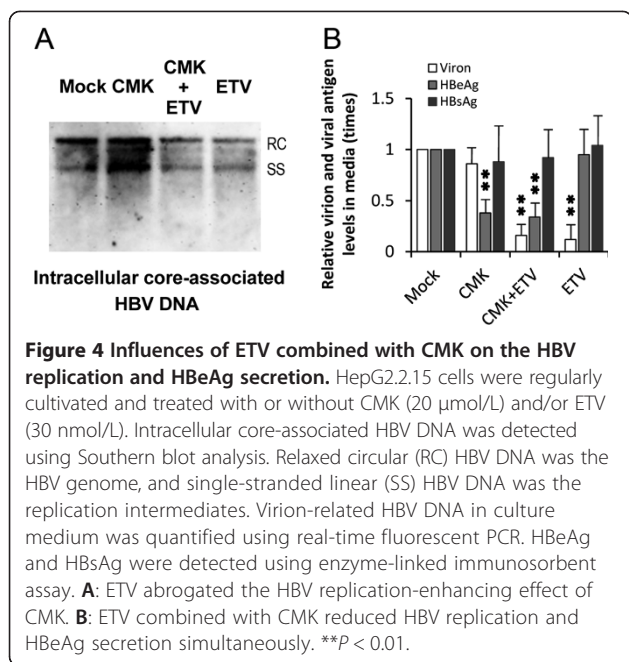 A
Mock CMK CMK + ETV ETV
RC
SS
Intracellular core-associated
HBV DNA
B
Viron
HBeAg
HBsAg
Relative virion and viral antigen
levels in media (times)
1.5
1
0.5
0
**
**
**
**
Mock
CMK
CMK+ETV
ETV
Figure 4 Influences of ETV combined with CMK on the HBV
replication and HBeAg secretion. HepG2.2.15 cells were regularly
cultivated and treated with or without CMK (20 μmol/L) and/or ETV
(30 nmol/L). Intracellular core-associated HBV DNA was detected
using Southern blot analysis. Relaxed circular (RC) HBV DNA was the
HBV genome, and single-stranded linear (SS) HBV DNA was the
replication intermediates. Virion-related HBV DNA in culture
medium was quantified using real-time fluorescent PCR. HBeAg
and HBsAg were detected using enzyme-linked immunosorbent
assay. A: ETV abrogated the HBV replication-enhancing effect of
CMK. B: ETV combined with CMK reduced HBV replication and
HBeAg secretion simultaneously. **P < 0.01.